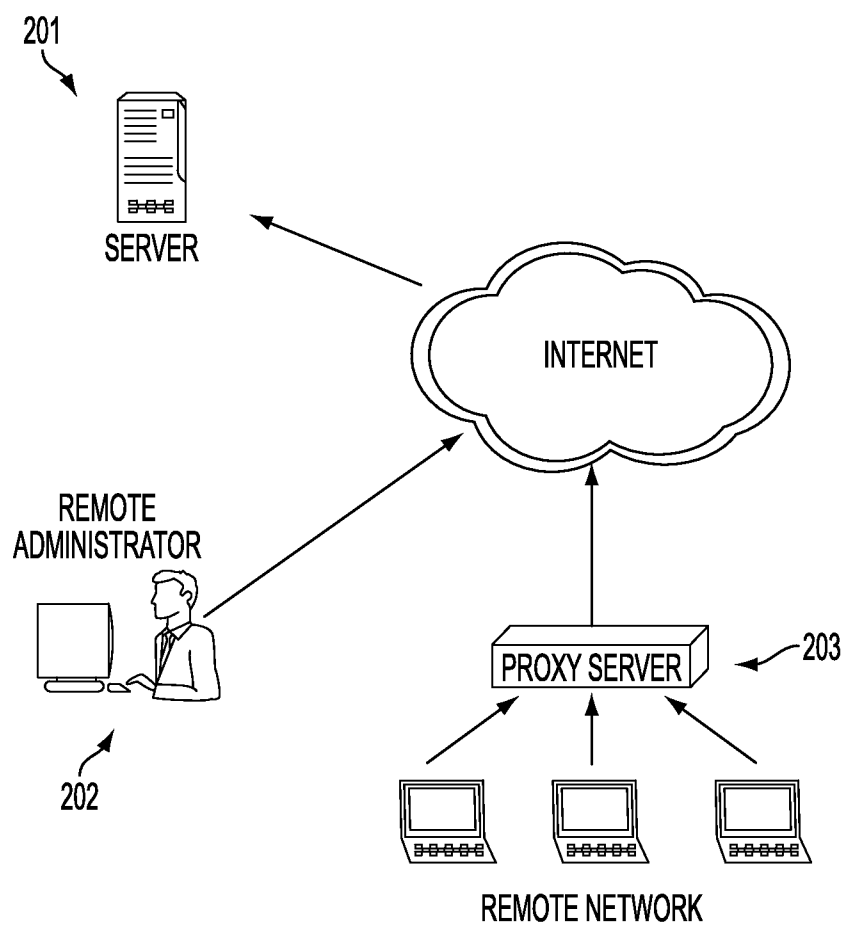 201
SERVER
INTERNET
REMOTE
ADMINISTRATOR
PROXY SERVER
203
202
REMOTE NETWORK